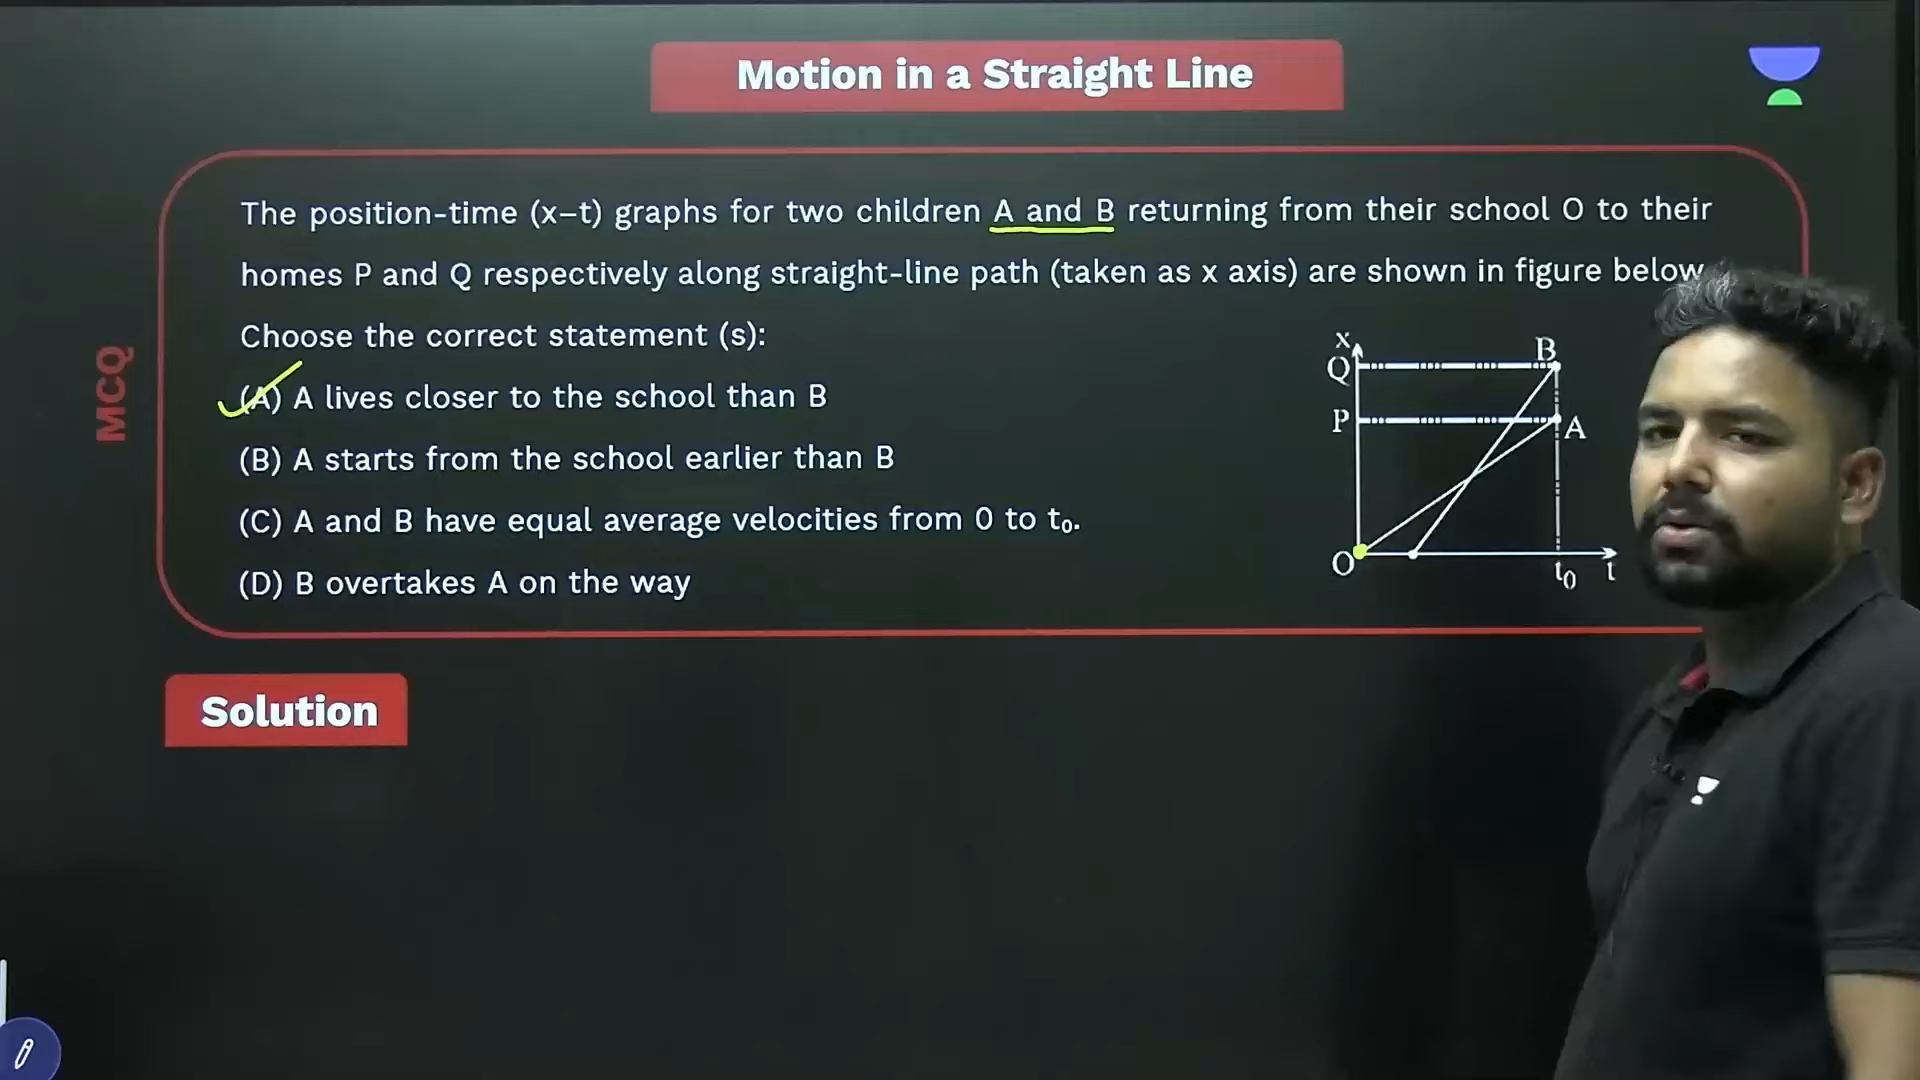 Motion in a Straight Line
MCQ
The position-time (x–t) graphs for two children A and B returning from their school O to their
homes P and Q respectively along straight-line path (taken as x axis) are shown in figure below
Choose the correct statement (s):
(A) A lives closer to the school than B
(B) A starts from the school earlier than B
(C) A and B have equal average velocities from 0 to t₀.
(D) B overtakes A on the way
x
Q
B
P
A
O
t₀
t
Solution